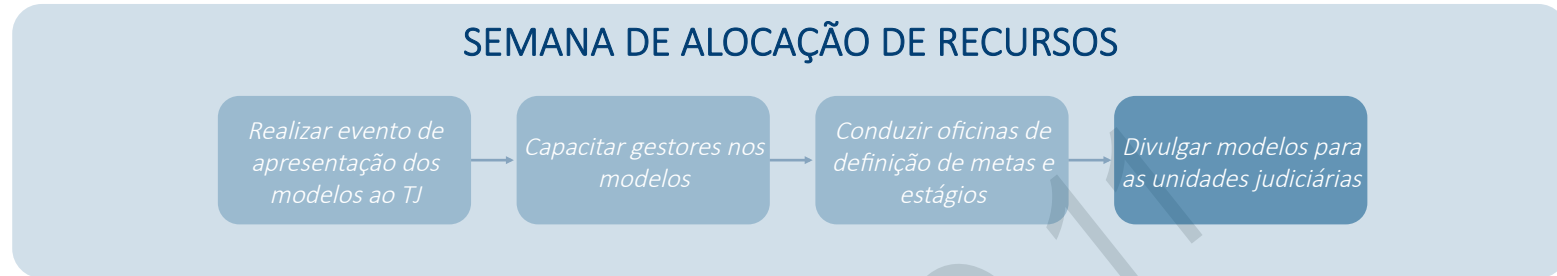 SEMANA DE ALOCAÇÃO DE RECURSOS
Realizar evento de
apresentação dos
modelos ao TJ
Capacitar gestores nos
modelos
Conduzir oficinas de
definição de metas e
estágios
Divulgar modelos para
as unidades judiciárias